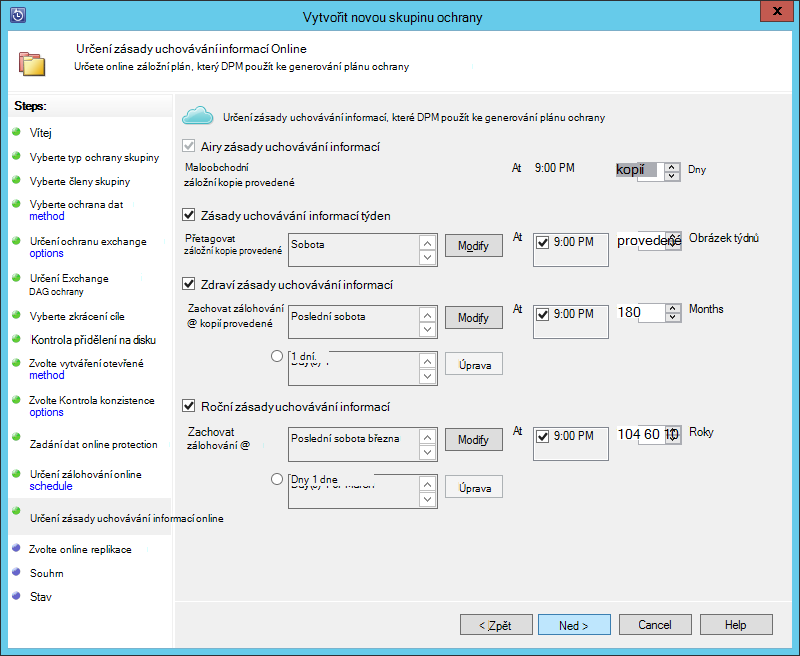 Vytvořit novou skupinu ochrany
x
Určení zásady uchovávání informací Online
Určete online záložní plán, který DPM použít ke generování plánu ochrany
Steps:
Vítej
Vyberte typ ochrany skupiny
Vyberte členy skupiny
Vyberte ochrana dat
method
Určení ochranu exchange
options
Určení Exchange
DAG ochrany
Vyberte zkrácení cíle
Kontrola přidělení na disku
Zvolte vytváření otevřené
method
Zvolte Kontrola konzistence
options
Zadání dat online protection
Určení zálohování online
schedule
Určení zásady uchovávání informací online
Zvolte online replikace
Souhrn
Stav
Určení zásady uchovávání informací, které DPM použít ke generování plánu ochrany
Airy zásady uchovávání informací
Maloobchodní
záložní kopie provedené
At 9:00 PM kopií Dny
Zásady uchovávání informací týden
Přetagovat
záložní kopie provedené
Sobota Modify At 9:00 PM provedené Obrázek týdnů
Zdraví zásady uchovávání informací
Zachovat zálohování
@ kopií provedené
Poslední sobota Modify At 9:00 PM 180 Months
1 dní. Úprava
Roční zásady uchovávání informací
Zachovat
zálohování @
Poslední sobota března Modify At 9:00 PM 104 60 10 Roky
Dny 1 dne Úprava
< Zpět Ned > Cancel Help